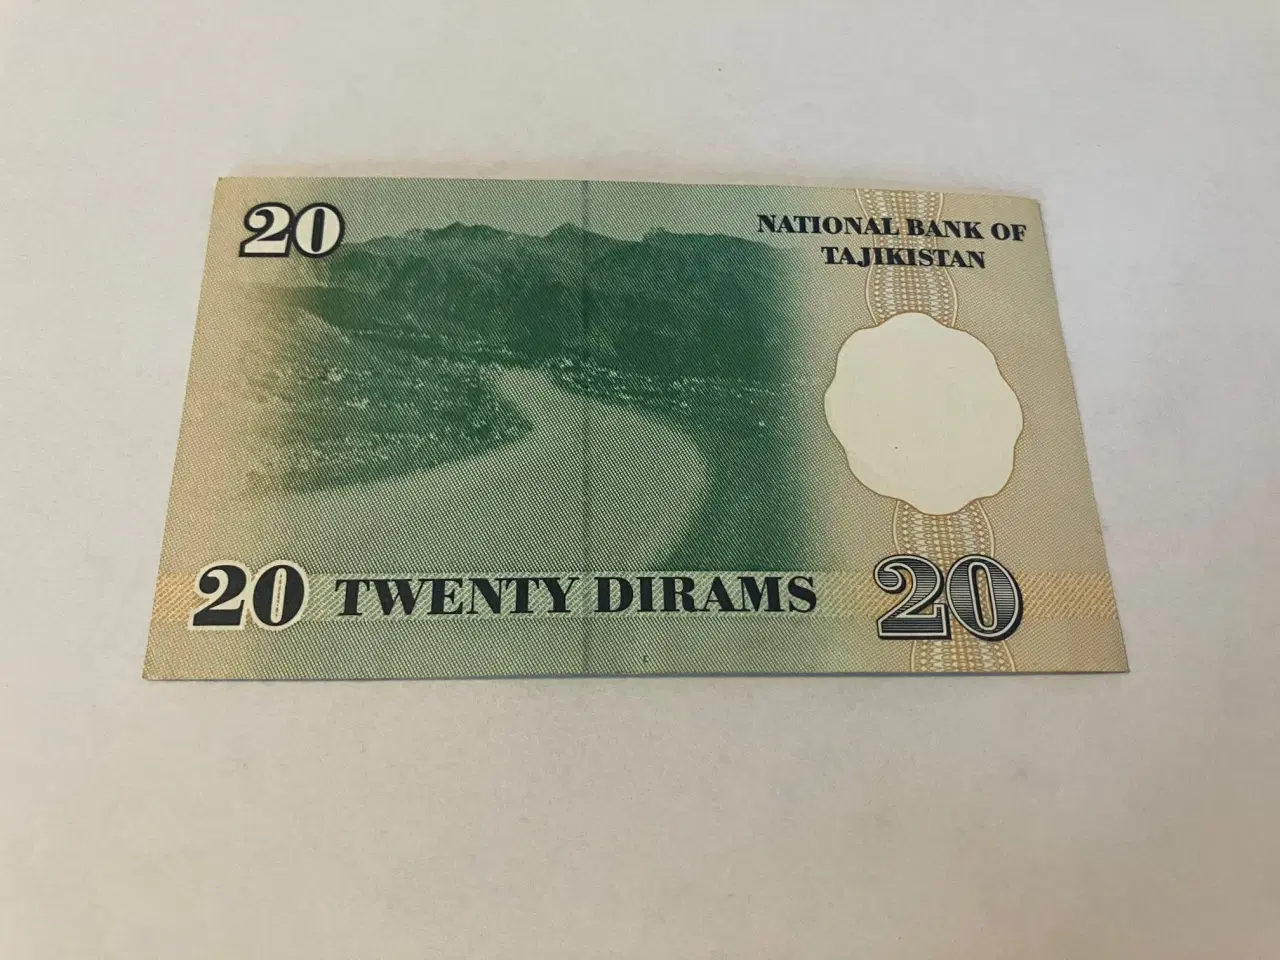 20
NATIONAL BANK OF
TAJIKISTAN
20 TWENTY DIRAMS 20